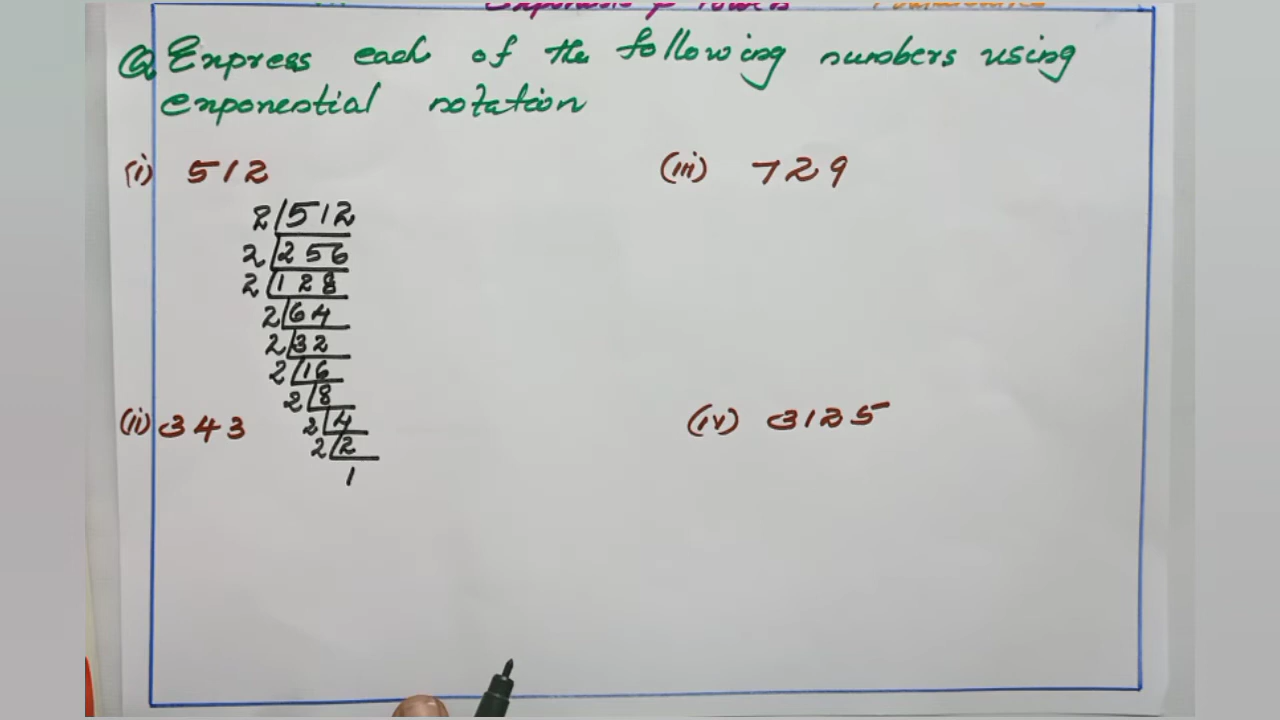 Q Express each of the following numbers using
exponential notation
(i) 512
(iii) 729
2 512
2 256
2 128
2 64
2 32
2 16
2 8
2 4
2 2
1
(ii) 343
(iv) 3125